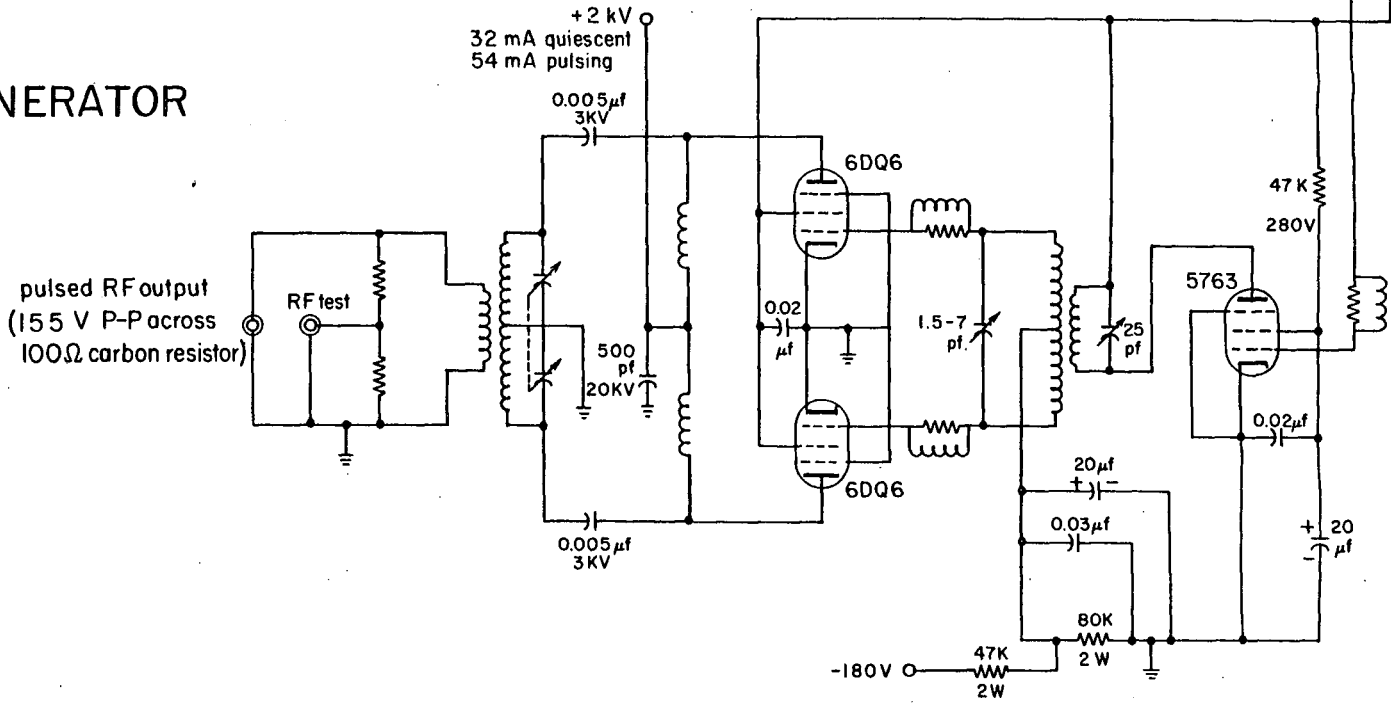 NERATOR
+2 kV
32 mA quiescent
54 mA pulsing
0.005μf
3KV
6DQ6
47K
280V
5763
pulsed RF output
(155 V P-P across
100Ω carbon resistor)
RF test
500
pf
20KV
0.02
μf
1.5-7
pf.
25
pf
0.02μf
6DQ6
20μf
+ -
0.03μf
+ 20
μf
-
0.005μf
3KV
80K
2 W
-180V
47K
2W